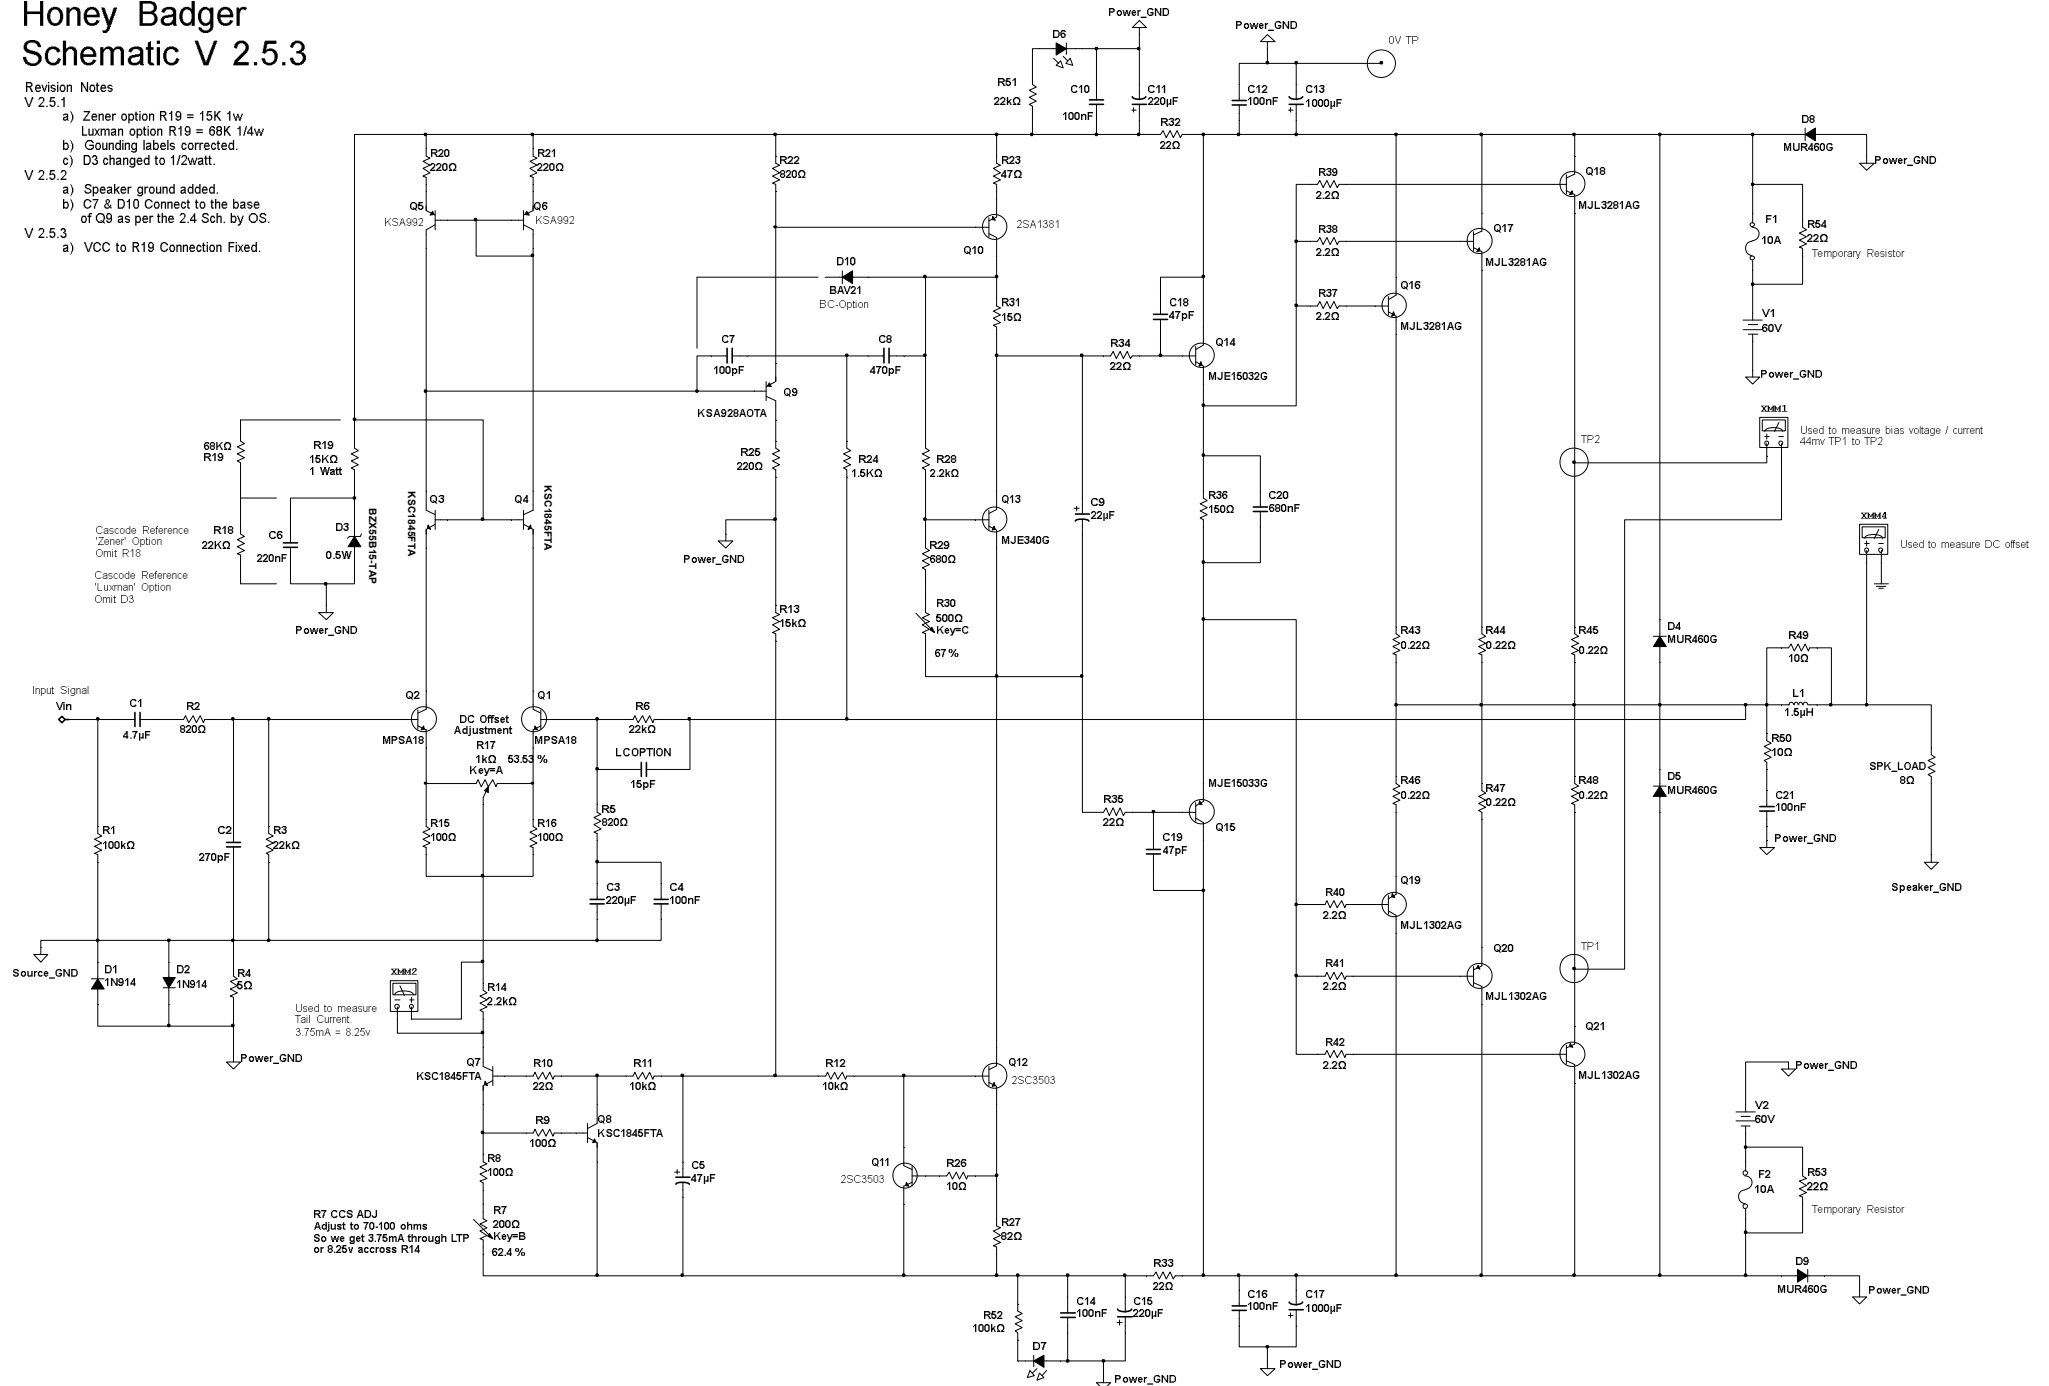 Honey Badger
Schematic V 2.5.3
Revision Notes
V 2.5.1
a) Zener option R19 = 15K 1w
Luxman option R19 = 68K 1/4w
b) Gounding labels corrected.
c) D3 changed to 1/2watt.
V 2.5.2
a) Speaker ground added.
b) C7 & D10 Connect to the base
of Q9 as per the 2.4 Sch. by OS.
V 2.5.3
a) VCC to R19 Connection Fixed.
Power_GND
D6
R51
22kΩ
C10
100nF
C11
220µF
R32
22Ω
Power_GND
0V TP
C12
100nF
C13
1000µF
D8
MUR460G
Power_GND
R20
220Ω
R21
220Ω
R22
820Ω
R23
47Ω
Q5
KSA992
Q6
KSA992
2SA1381
Q10
D10
BAV21
BC-Option
R31
15Ω
R39
2.2Ω
R38
2.2Ω
R37
2.2Ω
Q18
MJL3281AG
Q17
MJL3281AG
Q16
MJL3281AG
F1
10A
R54
22Ω
Temporary Resistor
V1
60V
Power_GND
C18
47pF
C7
100pF
C8
470pF
R34
22Ω
Q14
MJE15032G
Q9
KSA928AOTA
XMM1
Used to measure bias voltage / current
44mv TP1 to TP2
TP2
68KΩ
R19
R19
15KΩ
1 Watt
R25
220Ω
R24
1.5KΩ
R28
2.2kΩ
Q3
KSC1845FTA
Q4
KSC1845FTA
Q13
MJE340G
C9
22µF
R36
150Ω
C20
680nF
XMM4
Used to measure DC offset
Cascode Reference
'Zener' Option
Omit R18
Cascode Reference
'Luxman' Option
Omit D3
R18
22KΩ
C6
220nF
D3
0.5W
BZX55B15-TAP
Power_GND
Power_GND
R29
680Ω
R13
15kΩ
R30
500Ω
Key=C
67 %
R43
0.22Ω
R44
0.22Ω
R45
0.22Ω
D4
MUR460G
R49
10Ω
L1
1.5µH
Input Signal
Vin
C1
4.7µF
R2
820Ω
Q2
MPSA18
DC Offset
Adjustment
R17
1kΩ
Key=A
53.53 %
Q1
MPSA18
R6
22kΩ
LCOPTION
15pF
R50
10Ω
C21
100nF
Power_GND
SPK_LOAD
8Ω
Speaker_GND
R1
100kΩ
C2
270pF
R3
22kΩ
R15
100Ω
R16
100Ω
R5
820Ω
C3
220µF
C4
100nF
R35
22Ω
C19
47pF
MJE15033G
Q15
R46
0.22Ω
R47
0.22Ω
R48
0.22Ω
D5
MUR460G
Source_GND
D1
1N914
D2
1N914
R4
5Ω
Power_GND
XMM2
Used to measure
Tail Current.
3.75mA = 8.25v
R14
2.2kΩ
R40
2.2Ω
Q19
MJL1302AG
R41
2.2Ω
Q20
MJL1302AG
TP1
R42
2.2Ω
Q21
MJL1302AG
Q7
KSC1845FTA
R10
22Ω
R11
10kΩ
R12
10kΩ
Q12
2SC3503
R9
100Ω
Q8
KSC1845FTA
R8
100Ω
C5
47µF
Q11
2SC3503
R26
10Ω
R27
82Ω
R7 CCS ADJ
Adjust to 70-100 ohms
So we get 3.75mA through LTP
or 8.25v accross R14
R7
200Ω
Key=B
62.4 %
Power_GND
V2
60V
F2
10A
R53
22Ω
Temporary Resistor
D9
MUR460G
Power_GND
R33
22Ω
R52
100kΩ
D7
C14
100nF
C15
220µF
Power_GND
C16
100nF
C17
1000µF
Power_GND